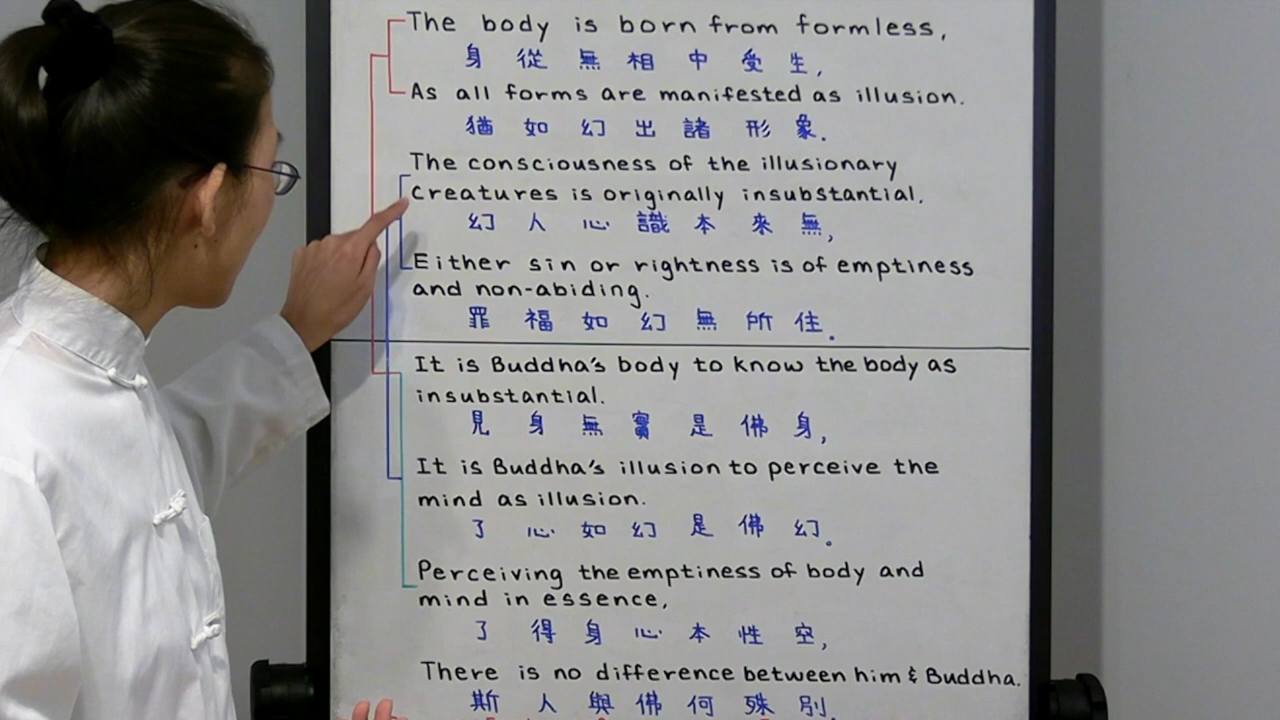 The body is born from formless,
身從無相中受生,
As all forms are manifested as illusion.
猶如幻出諸形象.
The consciousness of the illusionary
creatures is originally insubstantial.
幻人心識本來無,
Either sin or rightness is of emptiness
and non-abiding.
罪福如幻無所住.
It is Buddha's body to know the body as
insubstantial.
見身無實是佛身,
It is Buddha's illusion to perceive the
mind as illusion.
了心如幻是佛幻。
Perceiving the emptiness of body and
mind in essence,
了得身心本性空,
There is no difference between him & Buddha.
斯人與佛何殊別.